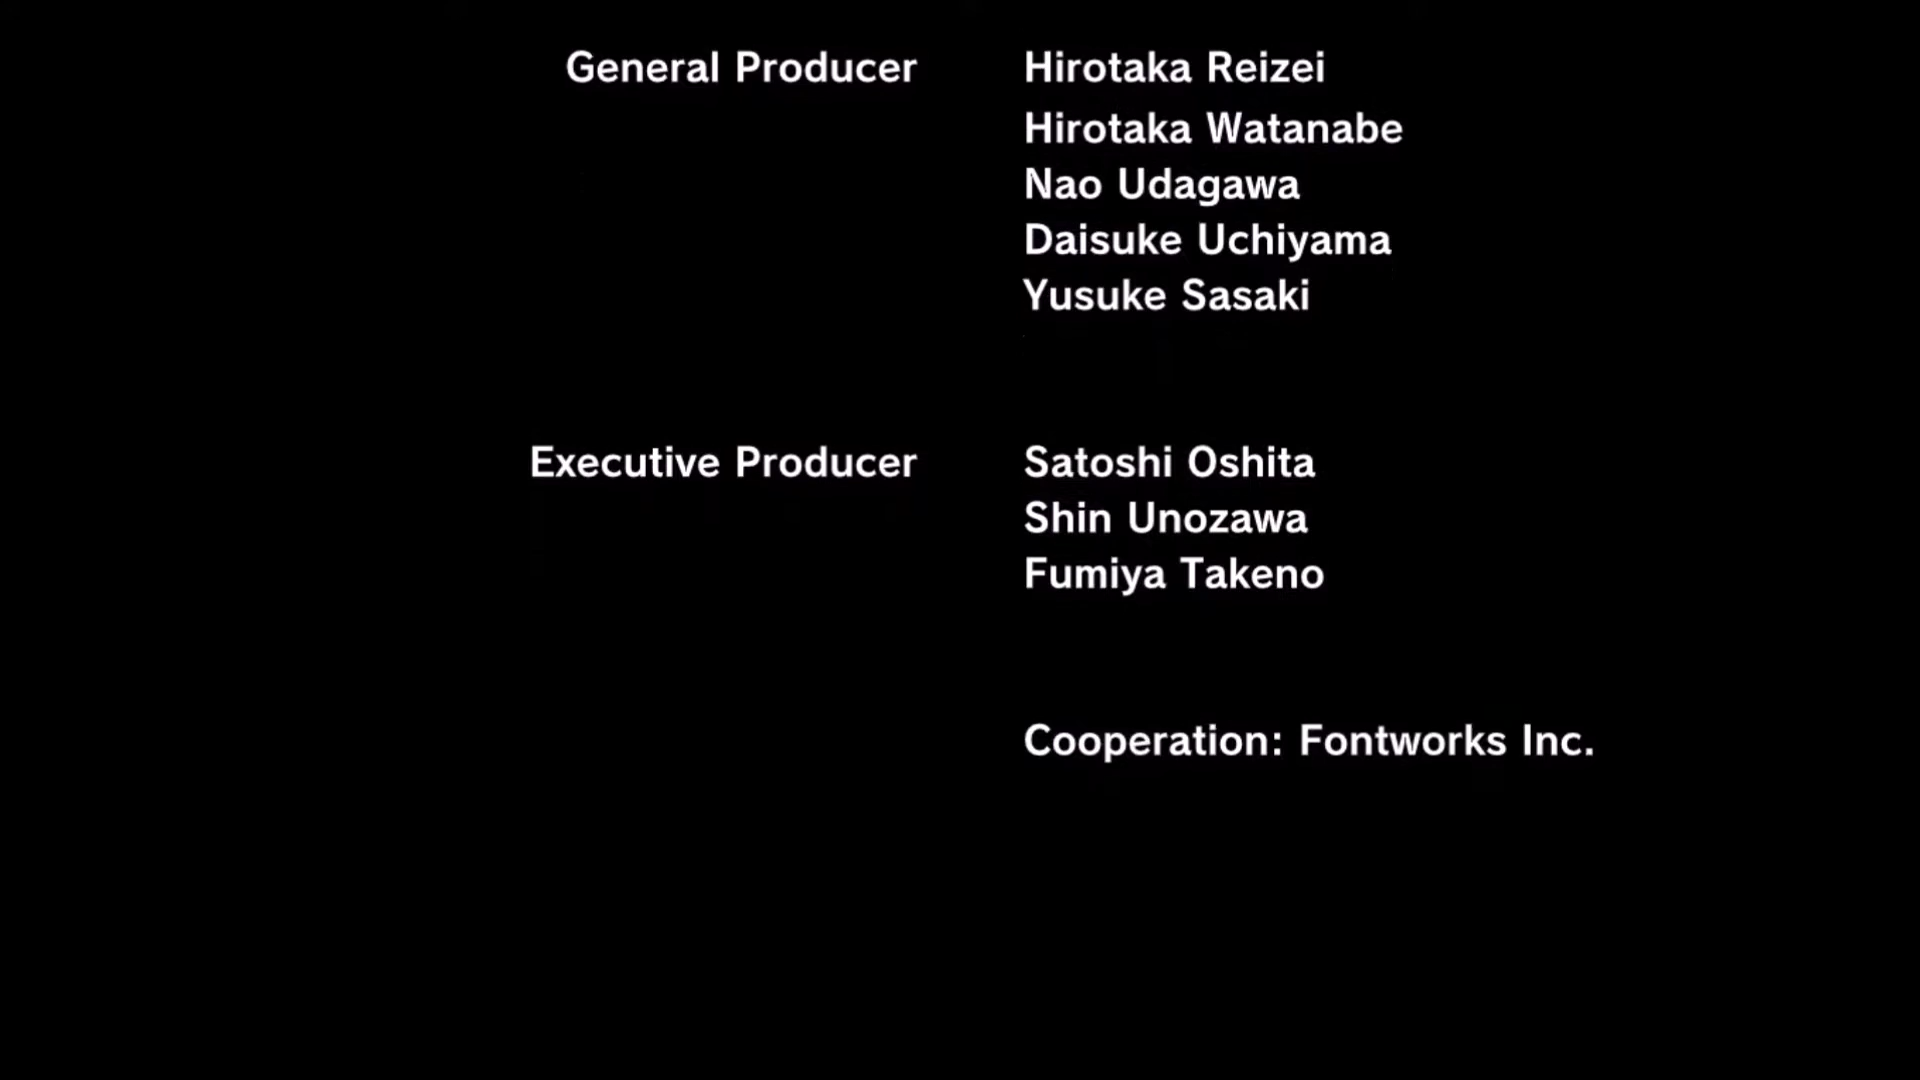 General Producer Hirotaka Reizei
Hirotaka Watanabe
Nao Udagawa
Daisuke Uchiyama
Yusuke Sasaki
Executive Producer Satoshi Oshita
Shin Unozawa
Fumiya Takeno
Cooperation: Fontworks Inc.